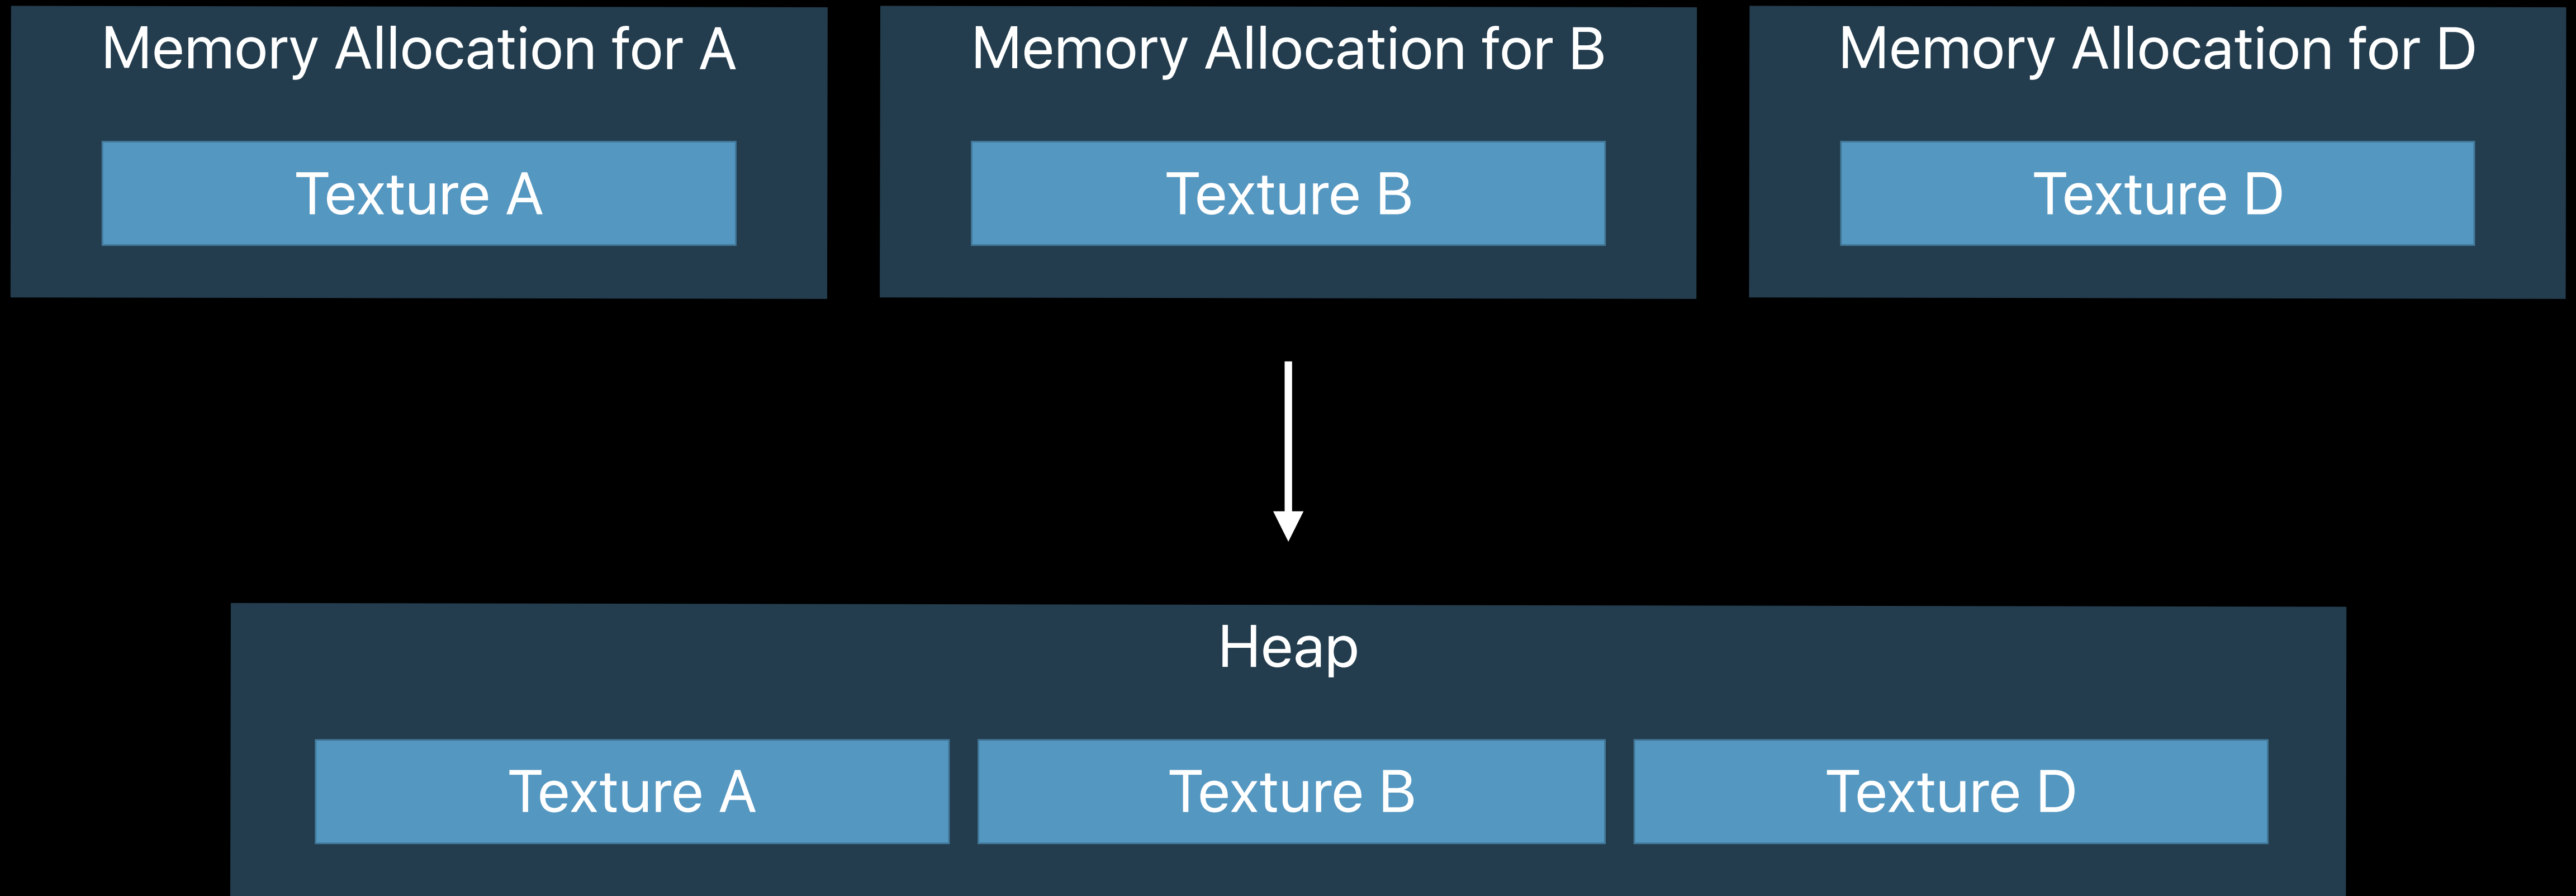 Memory Allocation for A
Memory Allocation for B
Memory Allocation for D
Texture A
Texture B
Texture D
Heap
Texture A
Texture B
Texture D